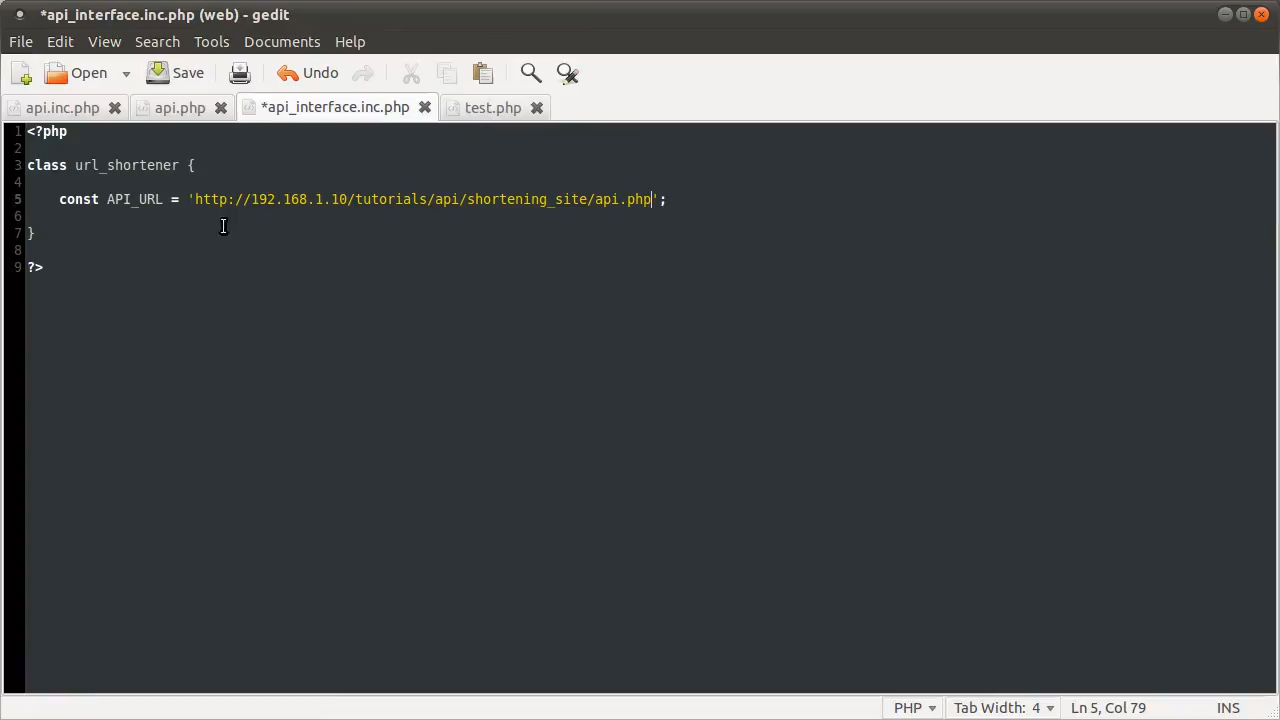 *api_interface.inc.php (web) - gedit
File Edit View Search Tools Documents Help
Open Save Undo
api.inc.php api.php *api_interface.inc.php test.php
1 <?php
2
3 class url_shortener {
4
5 const API_URL = 'http://192.168.1.10/tutorials/api/shortening_site/api.php';
6
7 }
8
9 ?>
PHP Tab Width: 4 Ln 5, Col 79 INS